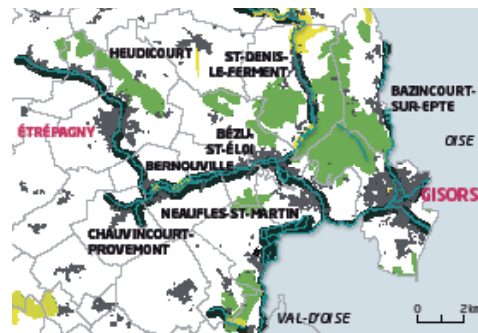 HEUDICOURT
ST-DENIS-
LE-FERMENT
BAZINCOURT-
SUR-EPTE
ÉTRÉPAGNY
BÉZU-
ST-ÉLOI
OISE
BERNOUVILLE
GISORS
NEAUFLES-ST-MARTIN
CHAUVINCOURT-
PROVEMONT
VAL-D'OISE
0 2 km